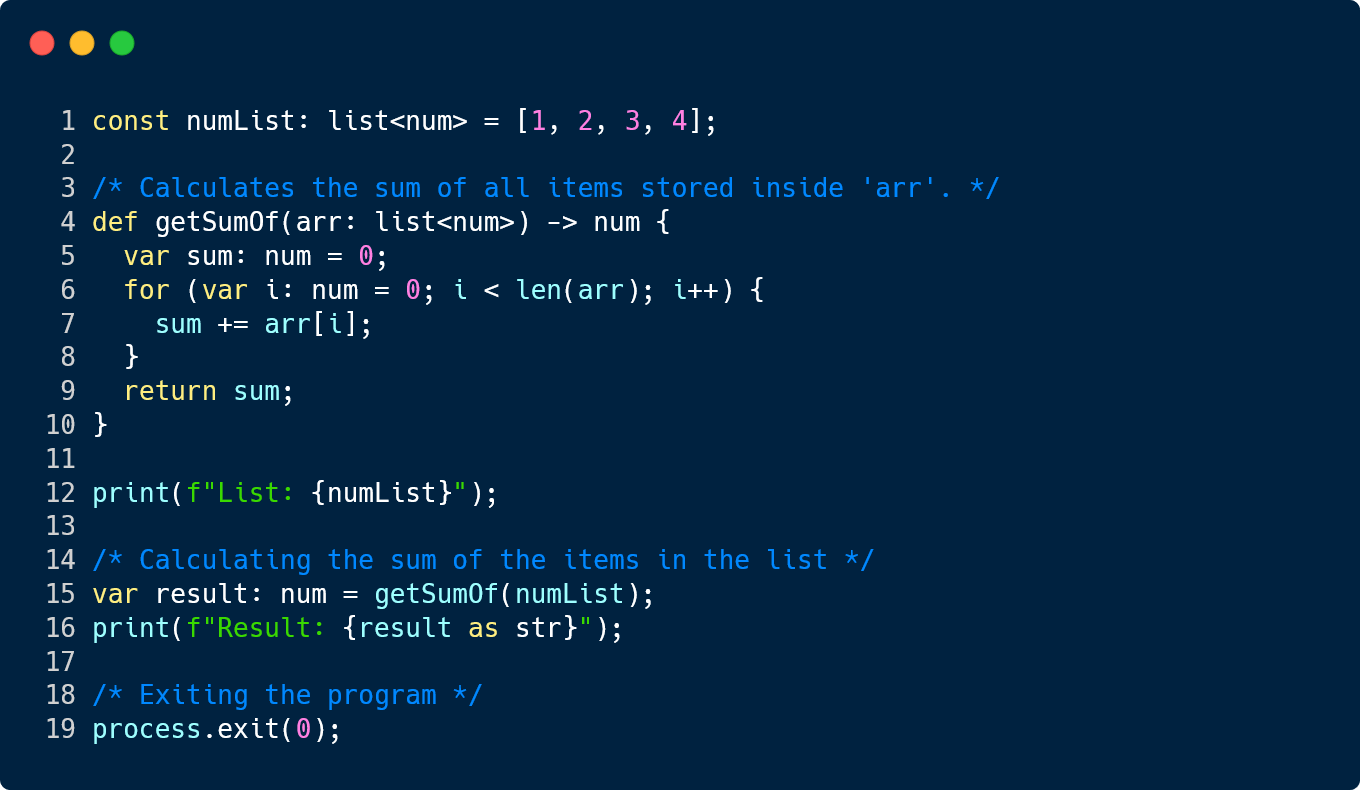 1 const numList: list<num> = [1, 2, 3, 4];
2
3 /* Calculates the sum of all items stored inside 'arr'. */
4 def getSumOf(arr: list<num>) -> num {
5   var sum: num = 0;
6   for (var i: num = 0; i < len(arr); i++) {
7     sum += arr[i];
8   }
9   return sum;
10 }
11
12 print(f"List: {numList}");
13
14 /* Calculating the sum of the items in the list */
15 var result: num = getSumOf(numList);
16 print(f"Result: {result as str}");
17
18 /* Exiting the program */
19 process.exit(0);